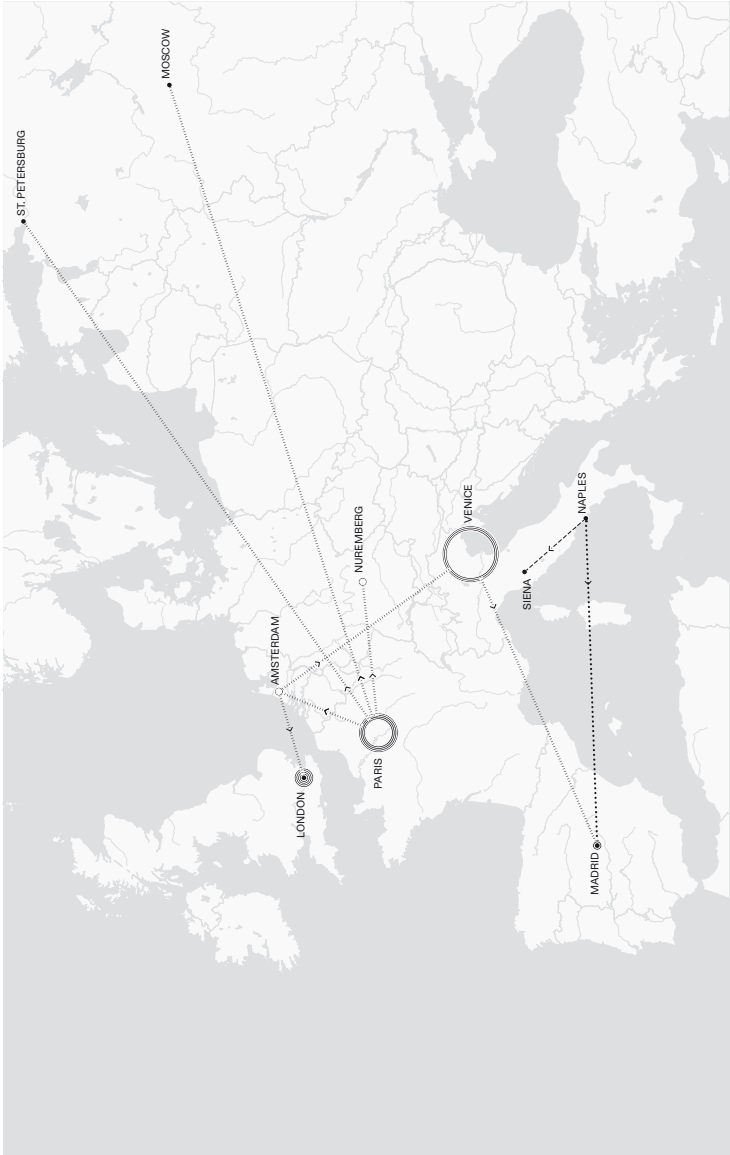 ST. PETERSBURG
MOSCOW
AMSTERDAM
LONDON
NUREMBERG
PARIS
VENICE
SIENA
NAPLES
MADRID